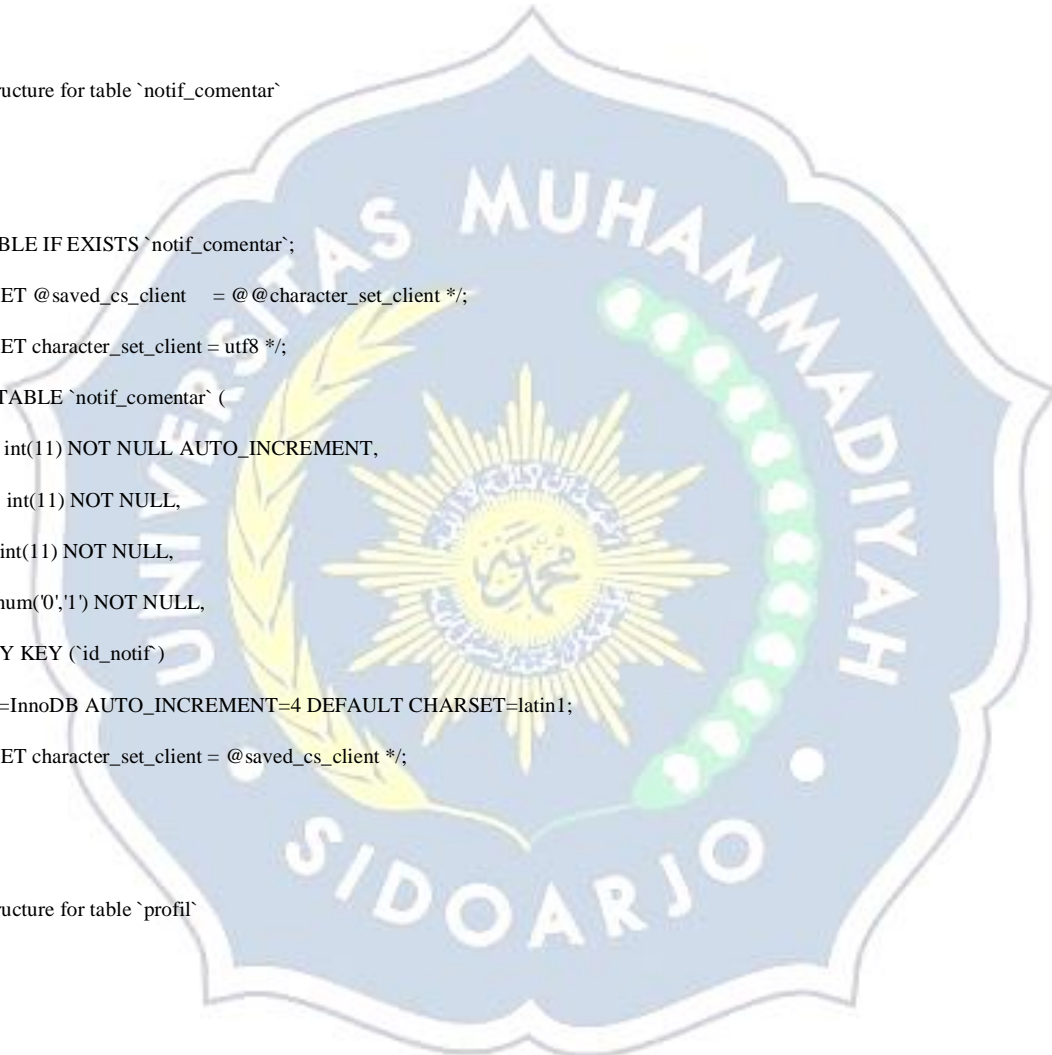 ructure for table `notif_comentar`
UNIVERSITAS MUHAMMADIYAH
BLE IF EXISTS `notif_comentar`;
ET @saved_cs_client = @@character_set_client */;
ET character_set_client = utf8 */;
TABLE `notif_comentar` (
int(11) NOT NULL AUTO_INCREMENT,
int(11) NOT NULL,
int(11) NOT NULL,
num('0','1') NOT NULL,
Y KEY (`id_notif`)
=InnoDB AUTO_INCREMENT=4 DEFAULT CHARSET=latin1;
ET character_set_client = @saved_cs_client */;
SIDOARJO
ructure for table `profil`
محمد